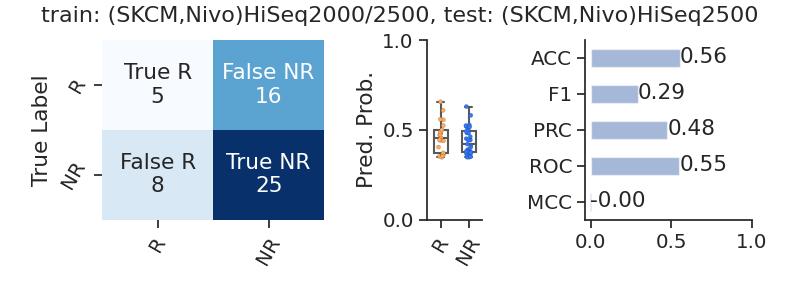 train: (SKCM,Nivo)HiSeq2000/2500, test: (SKCM,Nivo)HiSeq2500
True Label
R
NR
True R
5
False NR
16
False R
8
True NR
25
R
NR
Pred. Prob.
1.0
0.5
0.0
R
NR
ACC
0.56
F1
0.29
PRC
0.48
ROC
0.55
MCC
-0.00
0.0
0.5
1.0